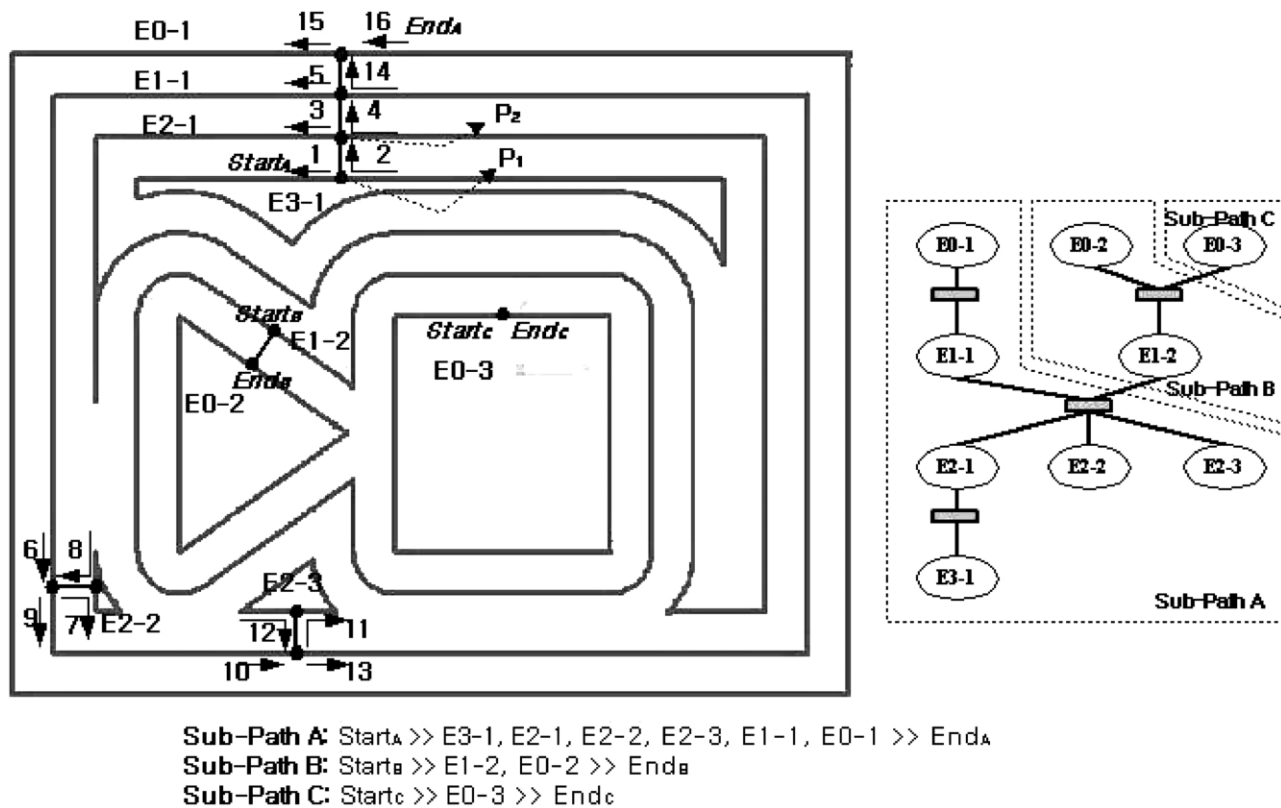 E0-1
15
16
EndA
E1-1
5
14
E2-1
3
4
P2
StartA
1
2
P1
E3-1
StartB
E1-2
EndB
E0-2
StartC EndC
E0-3
6
8
9
7
E2-2
E2-3
12
11
10
13
Sub-Path C
E0-1
E0-2
E0-3
E1-1
E1-2
Sub-Path B
E2-1
E2-2
E2-3
E3-1
Sub-Path A
Sub-Path A: StartA >> E3-1, E2-1, E2-2, E2-3, E1-1, E0-1 >> EndA
Sub-Path B: StartB >> E1-2, E0-2 >> EndB
Sub-Path C: StartC >> E0-3 >> EndC